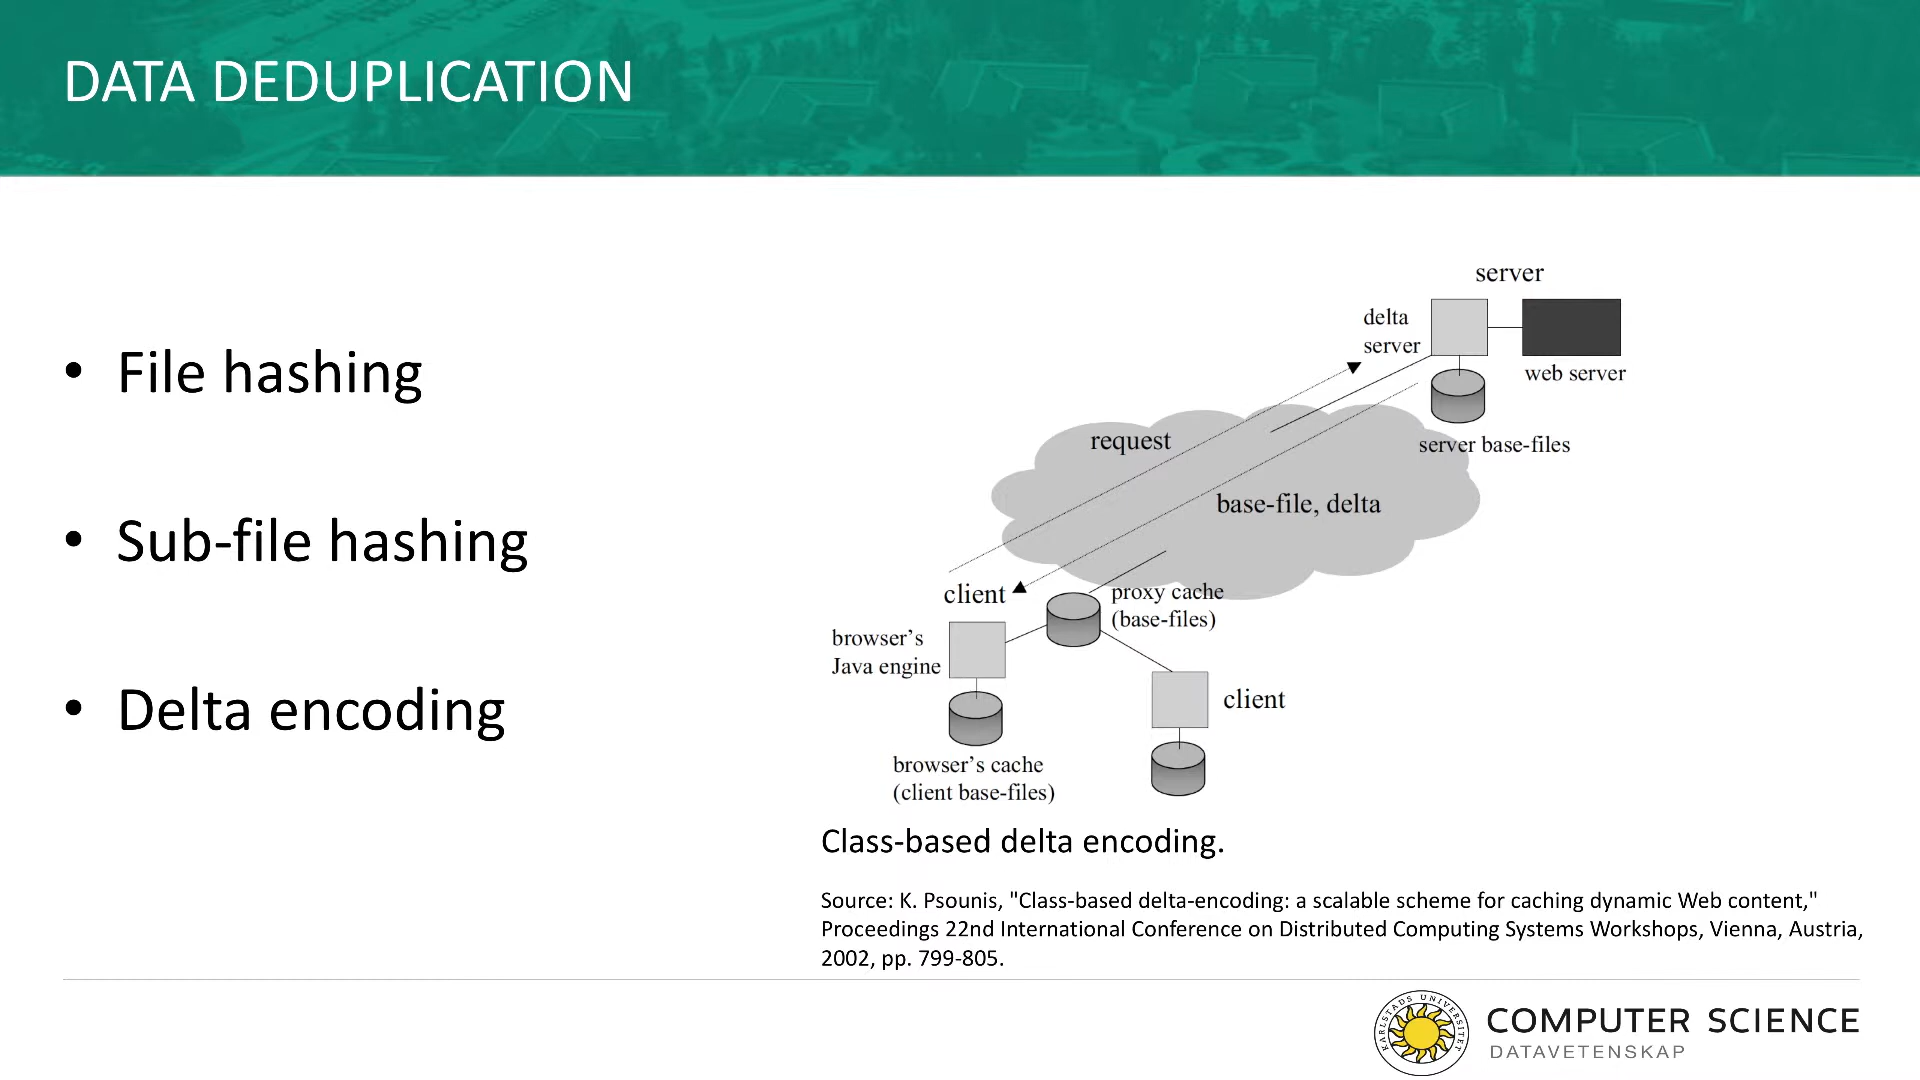 DATA DEDUPLICATION
• File hashing
• Sub-file hashing
• Delta encoding
server
delta
server
web server
server base-files
request
base-file, delta
client
proxy cache
(base-files)
browser’s
Java engine
client
browser’s cache
(client base-files)
Class-based delta encoding.
Source: K. Psounis, "Class-based delta-encoding: a scalable scheme for caching dynamic Web content,"
Proceedings 22nd International Conference on Distributed Computing Systems Workshops, Vienna, Austria,
2002, pp. 799-805.
KARLSTADS UNIVERSITET
COMPUTER SCIENCE
DATAVETENSKAP